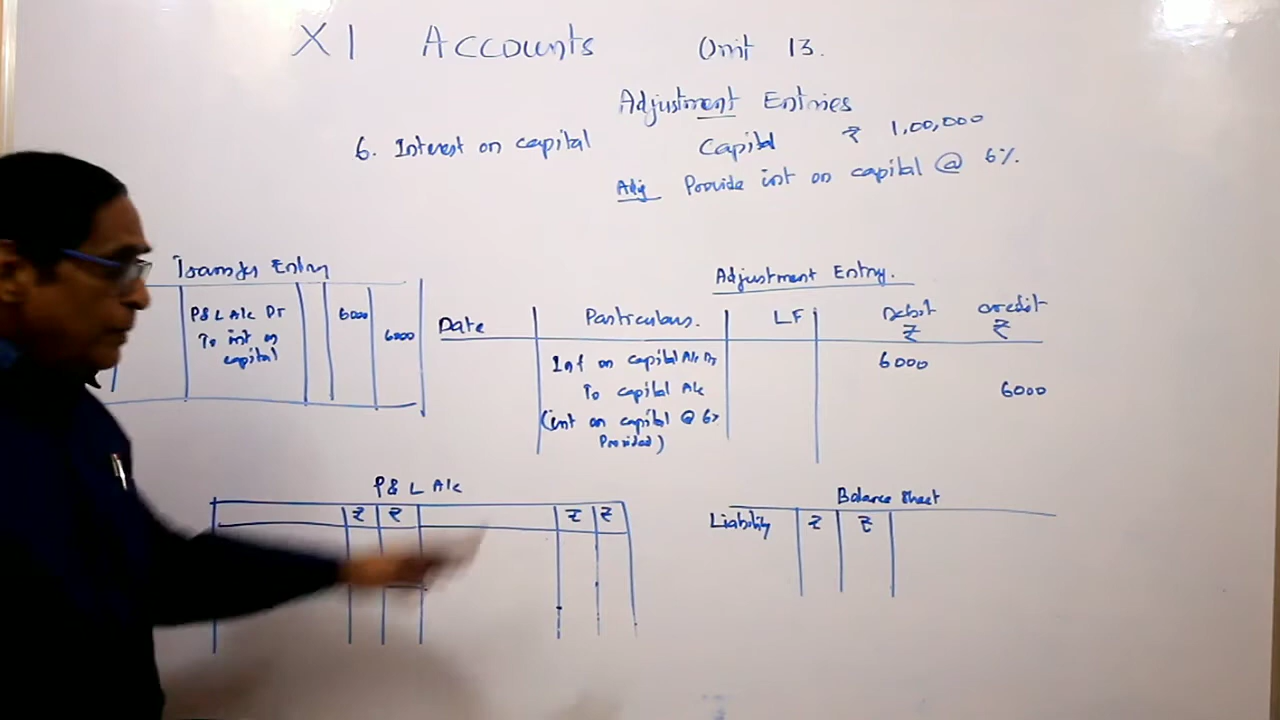 XI Accounts Unit 13.
Adjustment Entries
6. Interest on capital Capital ₹ 1,00,000
Adj Provide int on capital @ 6%.
Transfer Entry
P& L A/c Dr 6000
To int on 6000
capital
Adjustment Entry.
Date Particulars. LF Debit Credit
₹ ₹
Int on capital A/c Dr 6000
To capital A/c 6000
(int on capital @ 6%
Provided)
P& L A/c
₹ ₹ ₹ ₹
Balance Sheet
Liability ₹ ₹